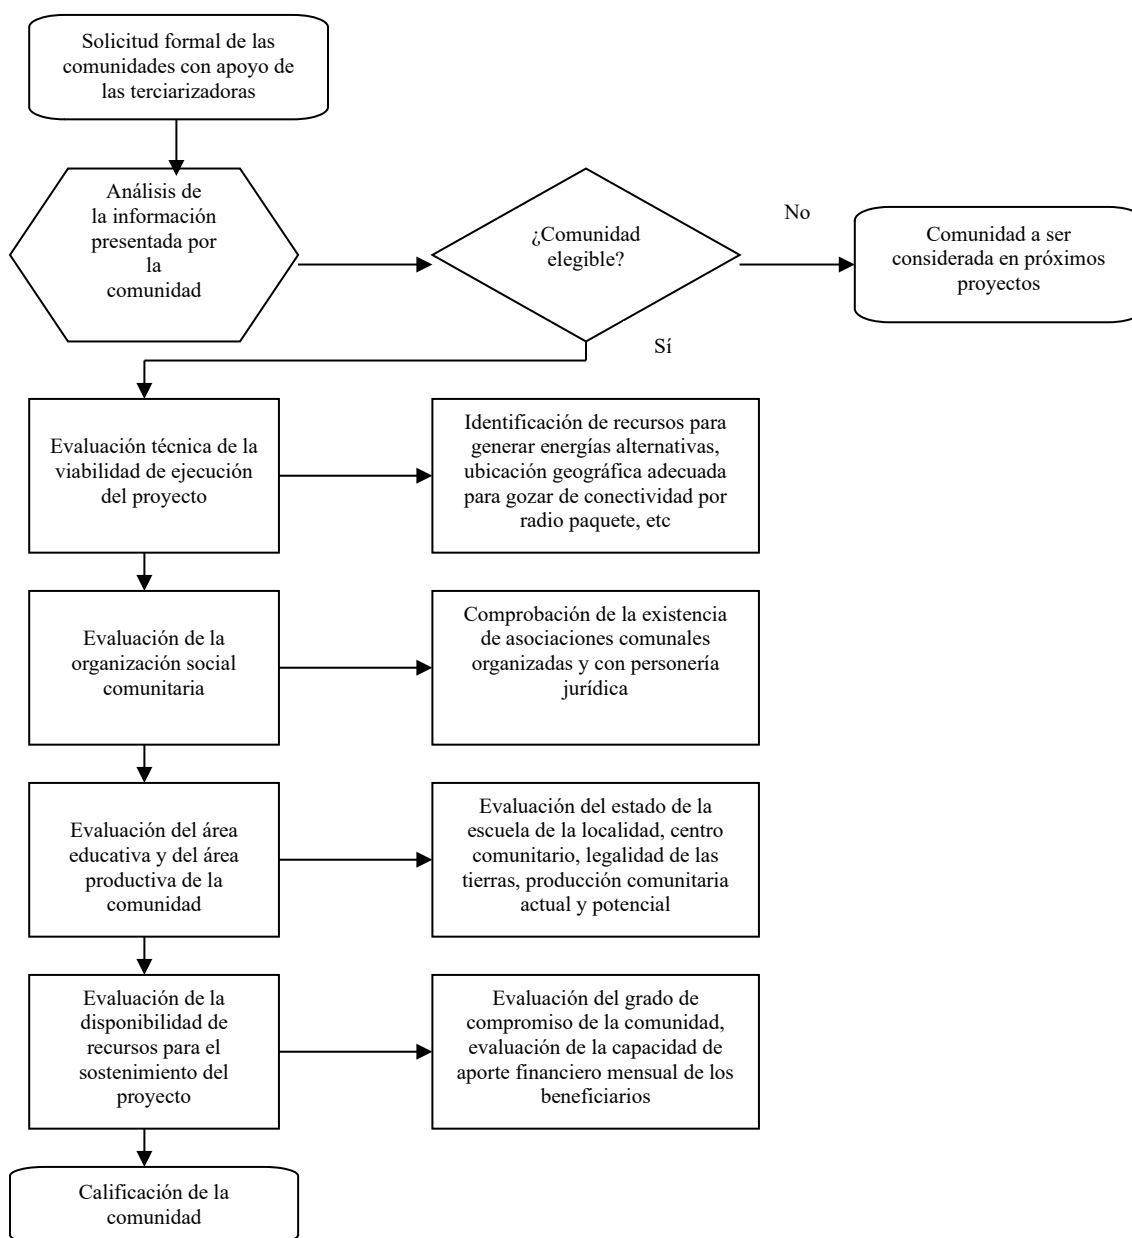 Solicitud formal de las
comunidades con apoyo de
las terciarizadoras
Análisis de
la información
presentada por
la
comunidad
¿Comunidad
elegible?
No
Comunidad a ser
considerada en próximos
proyectos
Sí
Evaluación técnica de la
viabilidad de ejecución
del proyecto
Identificación de recursos para
generar energías alternativas,
ubicación geográfica adecuada
para gozar de conectividad por
radio paquete, etc
Evaluación de la
organización social
comunitaria
Comprobación de la existencia
de asociaciones comunales
organizadas y con personería
jurídica
Evaluación del área
educativa y del área
productiva de la
comunidad
Evaluación del estado de la
escuela de la localidad, centro
comunitario, legalidad de las
tierras, producción comunitaria
actual y potencial
Evaluación de la
disponibilidad de
recursos para el
sostenimiento del
proyecto
Evaluación del grado de
compromiso de la comunidad,
evaluación de la capacidad de
aporte financiero mensual de los
beneficiarios
Calificación de la
comunidad